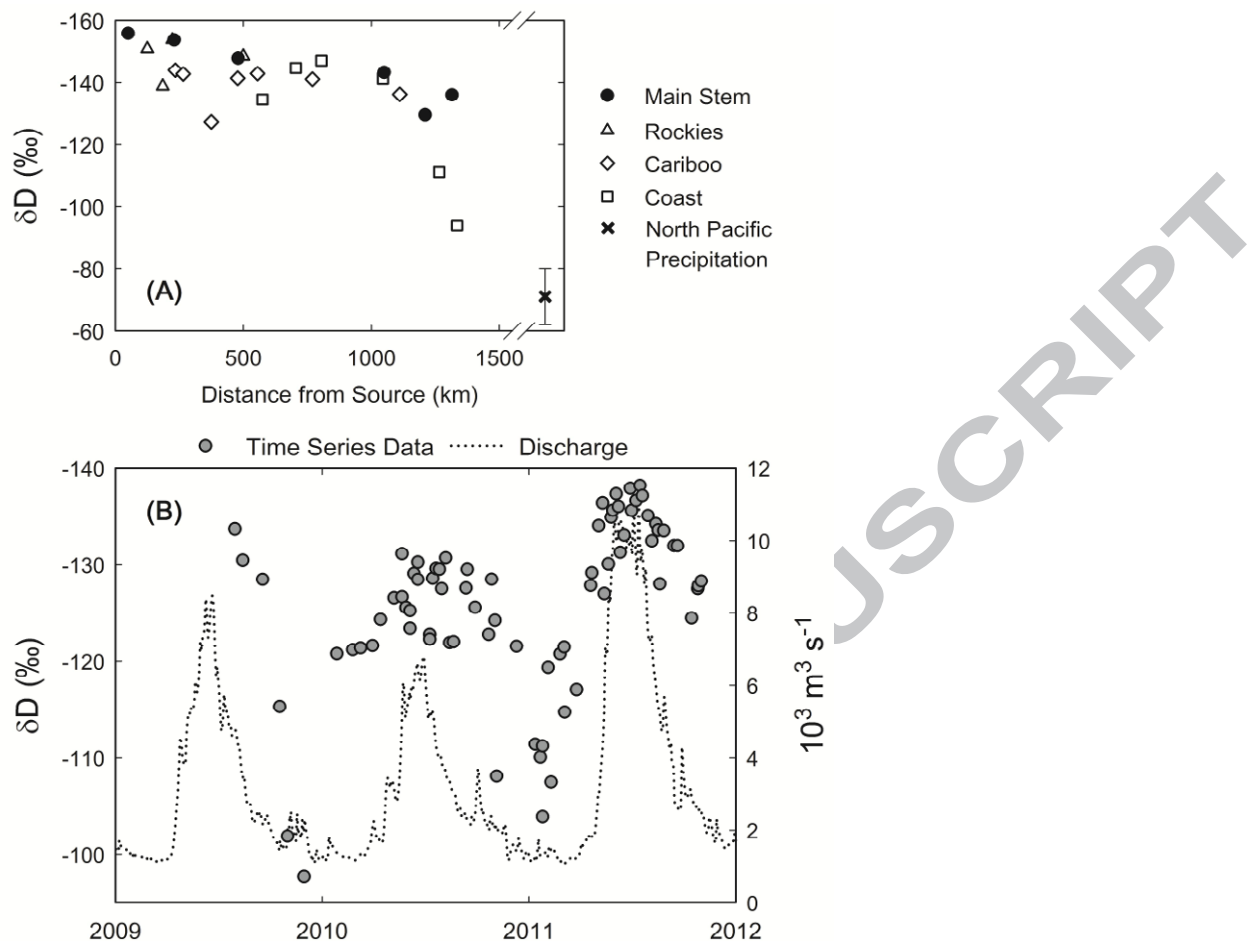 -160
-140
-120
-100
-80
-60
δD (‰)
(A)
0 500 1000 1500
Distance from Source (km)
Main Stem
Rockies
Cariboo
Coast
North Pacific
Precipitation
Time Series Data Discharge
-140
-130
-120
-110
-100
δD (‰)
(B)
12
10
8
6
4
2
0
10³ m³ s⁻¹
2009 2010 2011 2012
USCRIPT